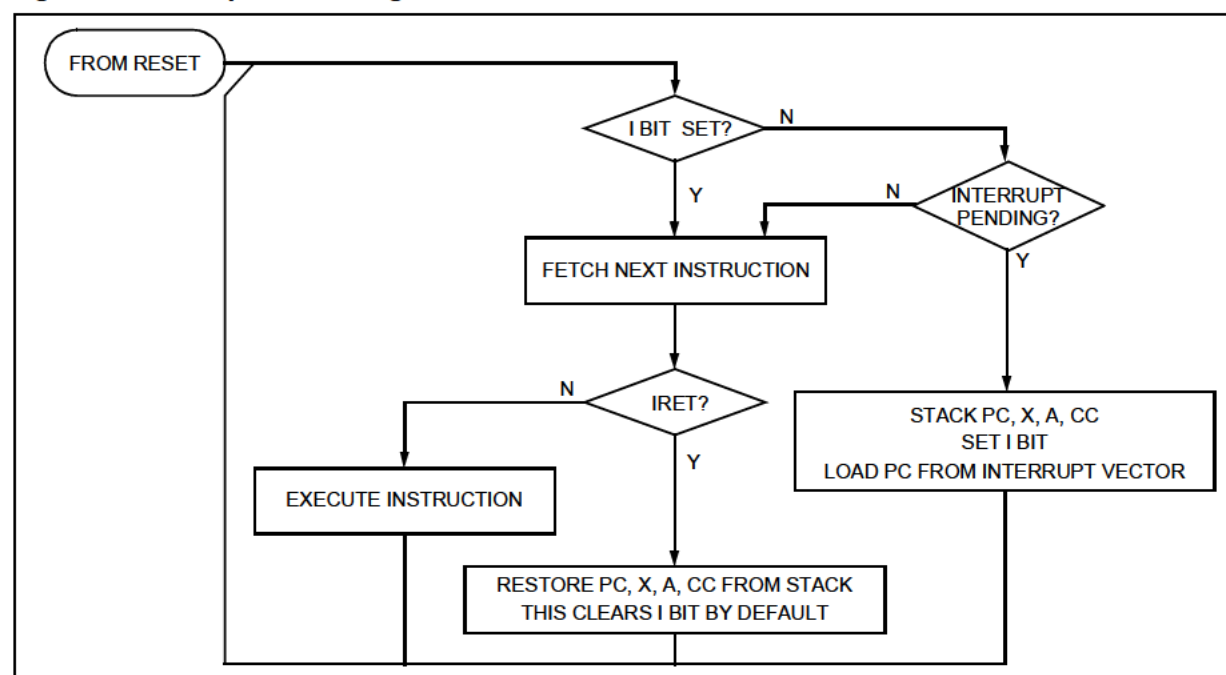 FROM RESET
I BIT SET?
N
Y
N
INTERRUPT
PENDING?
Y
FETCH NEXT INSTRUCTION
N
IRET?
Y
STACK PC, X, A, CC
SET I BIT
LOAD PC FROM INTERRUPT VECTOR
EXECUTE INSTRUCTION
RESTORE PC, X, A, CC FROM STACK
THIS CLEARS I BIT BY DEFAULT